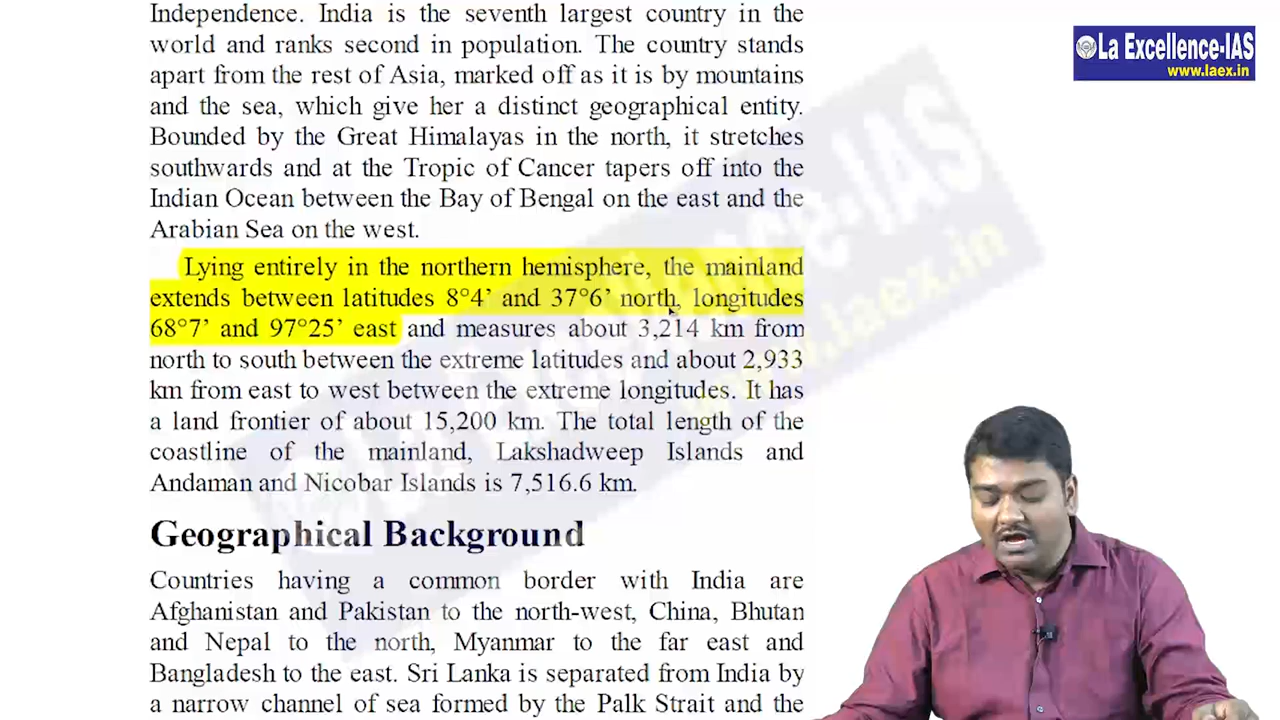 Independence. India is the seventh largest country in the
world and ranks second in population. The country stands
apart from the rest of Asia, marked off as it is by mountains
and the sea, which give her a distinct geographical entity.
Bounded by the Great Himalayas in the north, it stretches
southwards and at the Tropic of Cancer tapers off into the
Indian Ocean between the Bay of Bengal on the east and the
Arabian Sea on the west.
Lying entirely in the northern hemisphere, the mainland
extends between latitudes 8°4’ and 37°6’ north, longitudes
68°7’ and 97°25’ east and measures about 3,214 km from
north to south between the extreme latitudes and about 2,933
km from east to west between the extreme longitudes. It has
a land frontier of about 15,200 km. The total length of the
coastline of the mainland, Lakshadweep Islands and
Andaman and Nicobar Islands is 7,516.6 km.
Geographical Background
Countries having a common border with India are
Afghanistan and Pakistan to the north-west, China, Bhutan
and Nepal to the north, Myanmar to the far east and
Bangladesh to the east. Sri Lanka is separated from India by
a narrow channel of sea formed by the Palk Strait and the
La Excellence-IAS
www.laex.in
La Excellence-IAS
www.laex.in